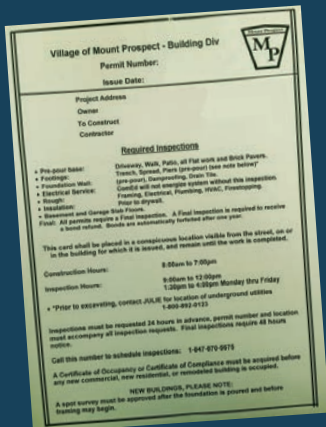 Village of Mount Prospect - Building Div
Mount Prospect
MP
Permit Number:
Issue Date:
Project Address
Owner
To Construct
Contractor
Required Inspections
• Pre-pour base: Driveway, Walk, Patio, all Flat work and Brick Pavers.
• Footings: Trench, Spread, Piers (pre-pour) (see note below)*
• Foundation Wall: (pre-pour), Damproofing, Drain Tile.
• Electrical Service: ComEd will not energize system without this inspection.
• Rough: Framing, Electrical, Plumbing, HVAC, Firestopping.
• Insulation: Prior to drywall.
• Basement and Garage Slab Floors.
Final: All permits require a Final inspection. A Final inspection is required to receive
a bond refund. Bonds are automatically forfeited after one year.
This card shall be placed in a conspicuous location visible from the street, on or
in the building for which it is issued, and remain until the work is completed.
Construction Hours: 8:00am to 7:00pm
Inspection Hours: 9:00am to 12:00pm
1:30pm to 4:00pm Monday thru Friday
• *Prior to excavating, contact JULIE for location of underground utilities
1-800-892-0123
Inspections must be requested 24 hours in advance, permit number and location
must accompany all inspection requests. Final inspections require 48 hours
notice.
Call this number to schedule inspections: 1-847-870-5675
A Certificate of Occupancy or Certificate of Compliance must be acquired before
any new commercial, new residential, or remodeled building is occupied.
NEW BUILDINGS, PLEASE NOTE:
A spot survey must be approved after the foundation is poured and before
framing may begin.